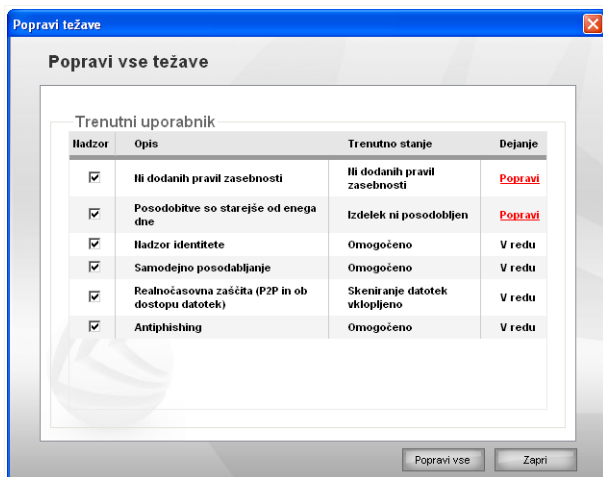 Popravi težave
Popravi vse težave
Trenutni uporabnik
Nadzor Opis Trenutno stanje Dejanje
Ni dodanih pravil zasebnosti Ni dodanih pravil zasebnosti Popravi
Posodobitve so starejše od enega dne Izdelek ni posodobljen Popravi
Nadzor identitete Omogočeno V redu
Samodejno posodabljanje Omogočeno V redu
Realnočasovna zaščita (P2P in ob dostopu datotek) Skeniranje datotek vklopljeno V redu
Antiphishing Omogočeno V redu
Popravi vse Zapri